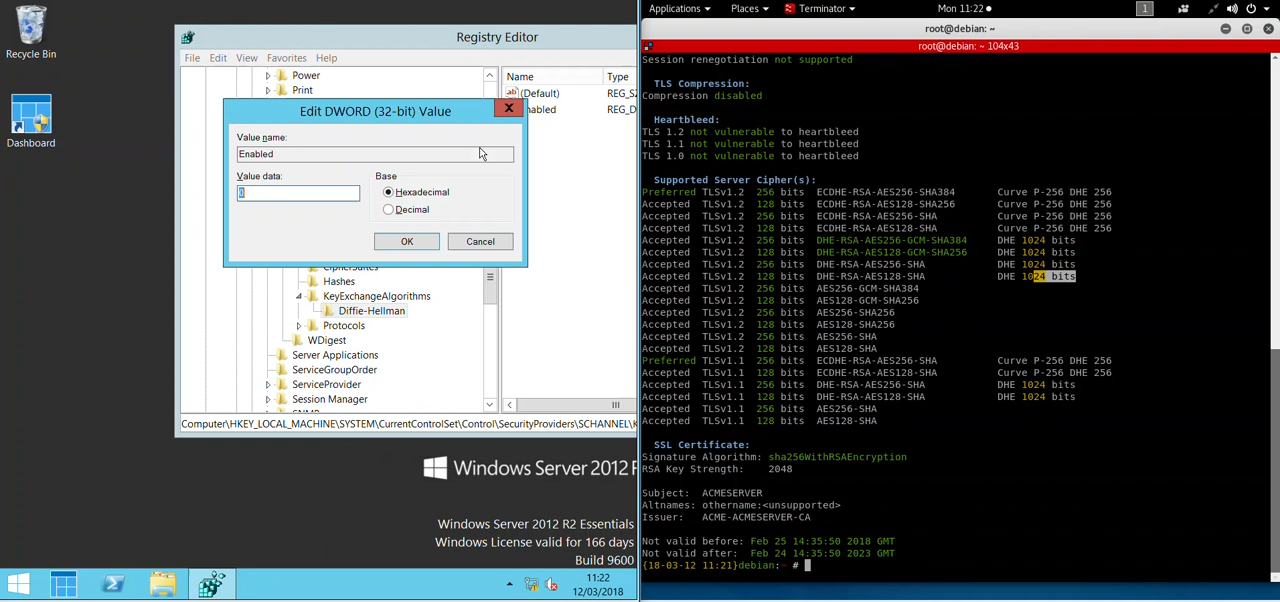 Recycle Bin
Dashboard
Registry Editor
File Edit View Favorites Help
Power
Print
Name Type
(Default) REG_S
nabled REG_D
Edit DWORD (32-bit) Value
X
Value name:
Enabled
Value data:
0
Base
Hexadecimal
Decimal
OK Cancel
CipherSuites
Hashes
KeyExchangeAlgorithms
Diffie-Hellman
Protocols
WDigest
Server Applications
ServiceGroupOrder
ServiceProvider
Session Manager
SNMP
Computer\HKEY_LOCAL_MACHINE\SYSTEM\CurrentControlSet\Control\SecurityProviders\SCHANNEL\K
Windows Server 2012 R
Windows Server 2012 R2 Essentials
Windows License valid for 166 days
Build 9600
11:22
12/03/2018
Applications Places Terminator Mon 11:22 1
root@debian: ~
root@debian: ~ 104x43
Session renegotiation not supported
TLS Compression:
Compression disabled
Heartbleed:
TLS 1.2 not vulnerable to heartbleed
TLS 1.1 not vulnerable to heartbleed
TLS 1.0 not vulnerable to heartbleed
Supported Server Cipher(s):
Preferred TLSv1.2 256 bits ECDHE-RSA-AES256-SHA384 Curve P-256 DHE 256
Accepted TLSv1.2 128 bits ECDHE-RSA-AES128-SHA256 Curve P-256 DHE 256
Accepted TLSv1.2 256 bits ECDHE-RSA-AES256-SHA Curve P-256 DHE 256
Accepted TLSv1.2 128 bits ECDHE-RSA-AES128-SHA Curve P-256 DHE 256
Accepted TLSv1.2 256 bits DHE-RSA-AES256-GCM-SHA384 DHE 1024 bits
Accepted TLSv1.2 128 bits DHE-RSA-AES128-GCM-SHA256 DHE 1024 bits
Accepted TLSv1.2 256 bits DHE-RSA-AES256-SHA DHE 1024 bits
Accepted TLSv1.2 128 bits DHE-RSA-AES128-SHA DHE 1024 bits
Accepted TLSv1.2 256 bits AES256-GCM-SHA384
Accepted TLSv1.2 128 bits AES128-GCM-SHA256
Accepted TLSv1.2 256 bits AES256-SHA256
Accepted TLSv1.2 128 bits AES128-SHA256
Accepted TLSv1.2 256 bits AES256-SHA
Accepted TLSv1.2 128 bits AES128-SHA
Preferred TLSv1.1 256 bits ECDHE-RSA-AES256-SHA Curve P-256 DHE 256
Accepted TLSv1.1 128 bits ECDHE-RSA-AES128-SHA Curve P-256 DHE 256
Accepted TLSv1.1 256 bits DHE-RSA-AES256-SHA DHE 1024 bits
Accepted TLSv1.1 128 bits DHE-RSA-AES128-SHA DHE 1024 bits
Accepted TLSv1.1 256 bits AES256-SHA
Accepted TLSv1.1 128 bits AES128-SHA
SSL Certificate:
Signature Algorithm: sha256WithRSAEncryption
RSA Key Strength: 2048
Subject: ACMESERVER
Altnames: othername:<unsupported>
Issuer: ACME-ACMESERVER-CA
Not valid before: Feb 25 14:35:50 2018 GMT
Not valid after: Feb 24 14:35:50 2023 GMT
{18-03-12 11:21}debian:~ #